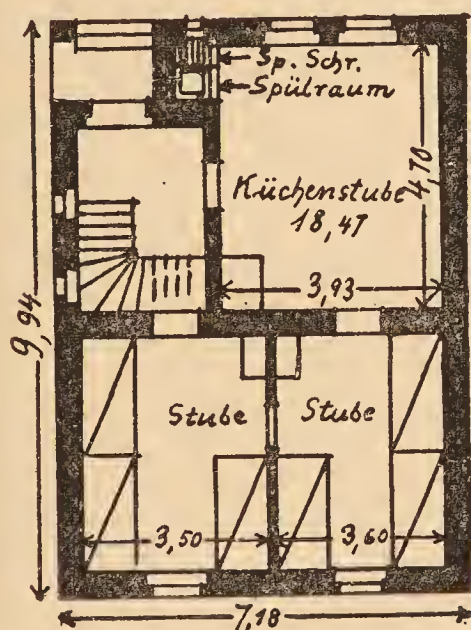 Sp. Schr.
Spülraum
Küchenstube
18,47
4,70
3,93
9,94
Stube
Stube
3,50
3,60
7,18